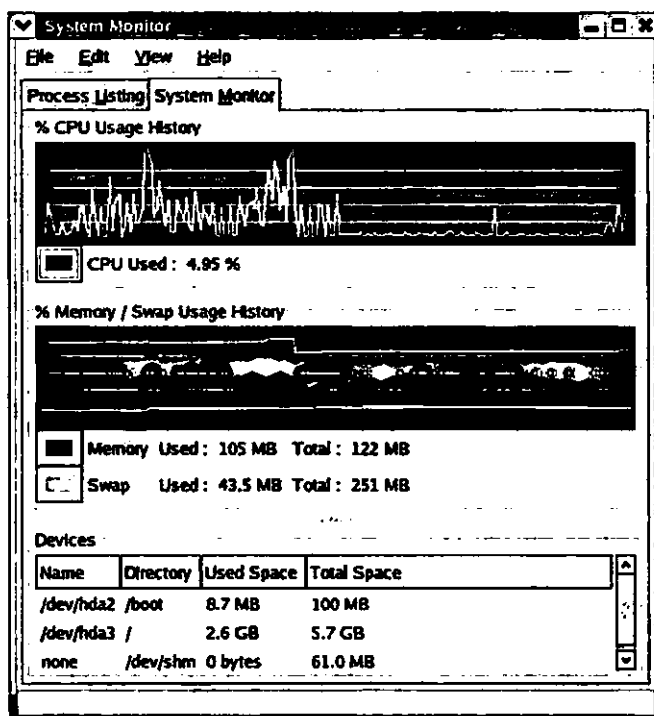 System Monitor
File Edit View Help
Process Listing System Monitor
% CPU Usage History
CPU Used : 4.95 %
% Memory / Swap Usage History
Memory Used : 105 MB Total : 122 MB
Swap Used : 43.5 MB Total : 251 MB
Devices
Name Directory Used Space Total Space
/dev/hda2 /boot 8.7 MB 100 MB
/dev/hda3 / 2.6 GB 5.7 GB
none /dev/shm 0 bytes 61.0 MB